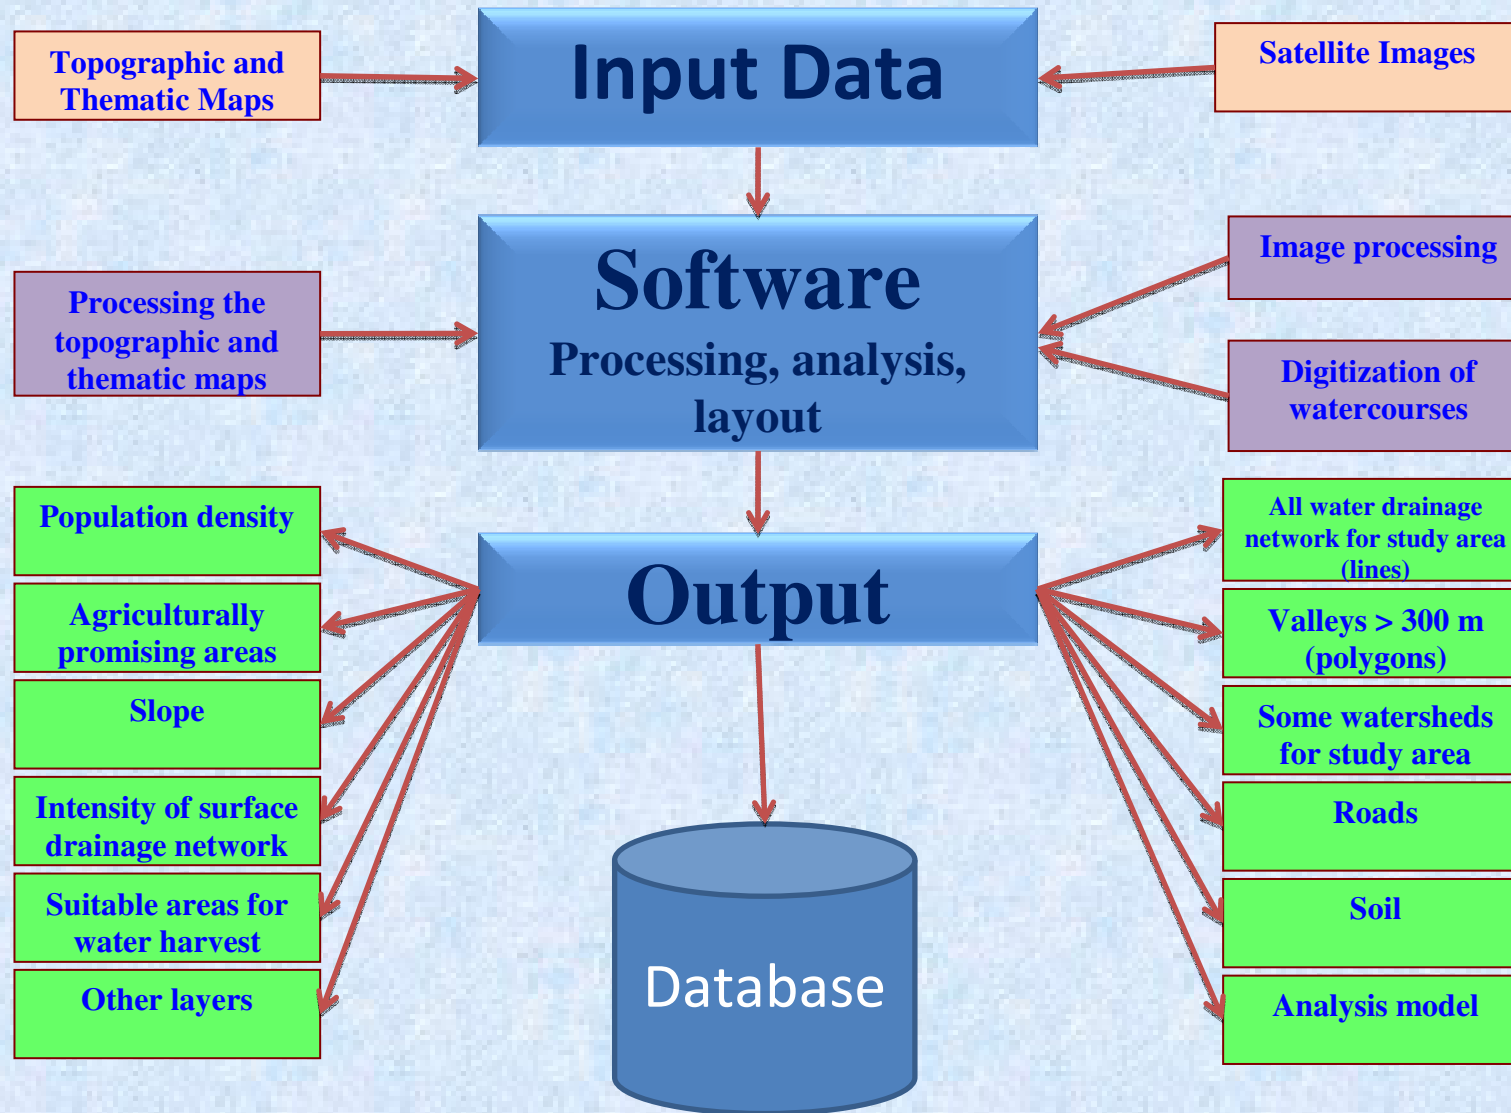 Input Data
Topographic and
Thematic Maps
Satellite Images
Software
Processing, analysis,
layout
Processing the
topographic and
thematic maps
Image processing
Digitization of
watercourses
Output
Population density
Agriculturally
promising areas
Slope
Intensity of surface
drainage network
Suitable areas for
water harvest
Other layers
All water drainage
network for study area
(lines)
Valleys > 300 m
(polygons)
Some watersheds
for study area
Roads
Soil
Analysis model
Database